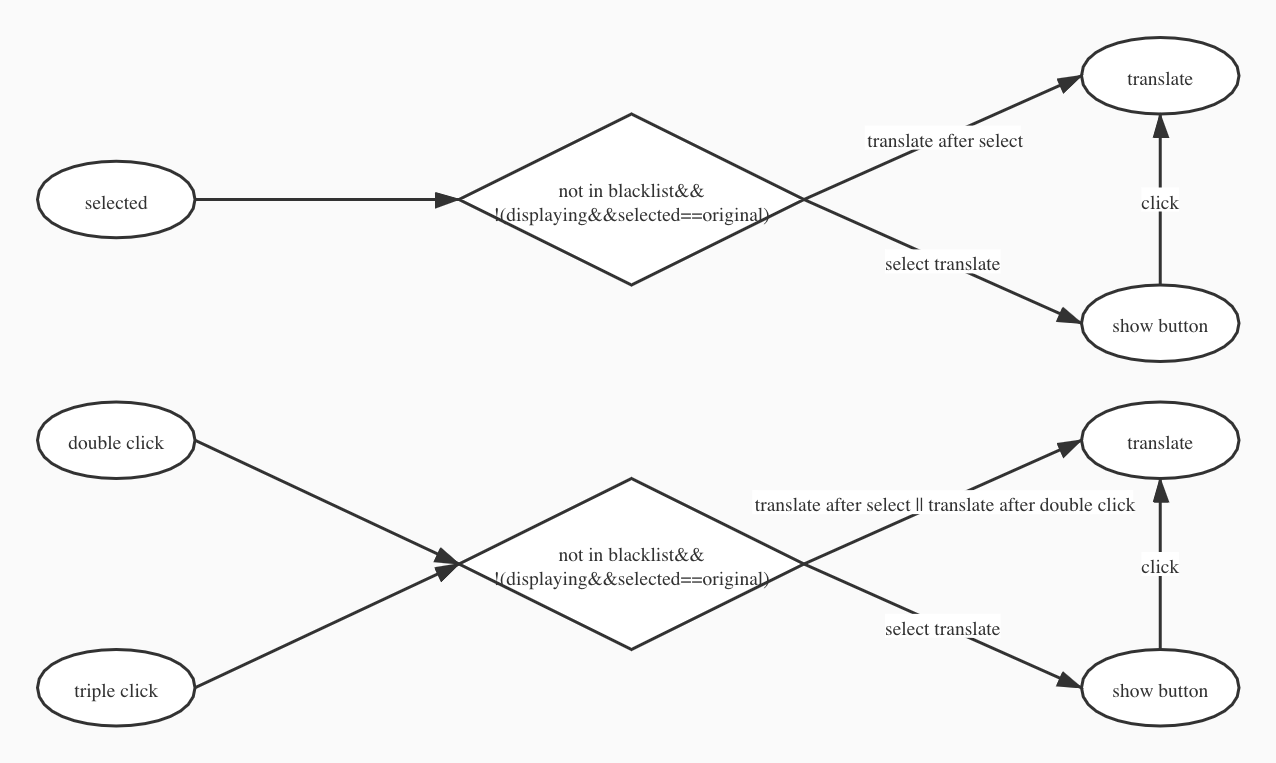 translate
translate after select
selected
not in blacklist&&
!(displaying&&selected==original)
click
select translate
show button
double click
translate
translate after select || translate after double click
not in blacklist&&
!(displaying&&selected==original)
click
select translate
triple click
show button